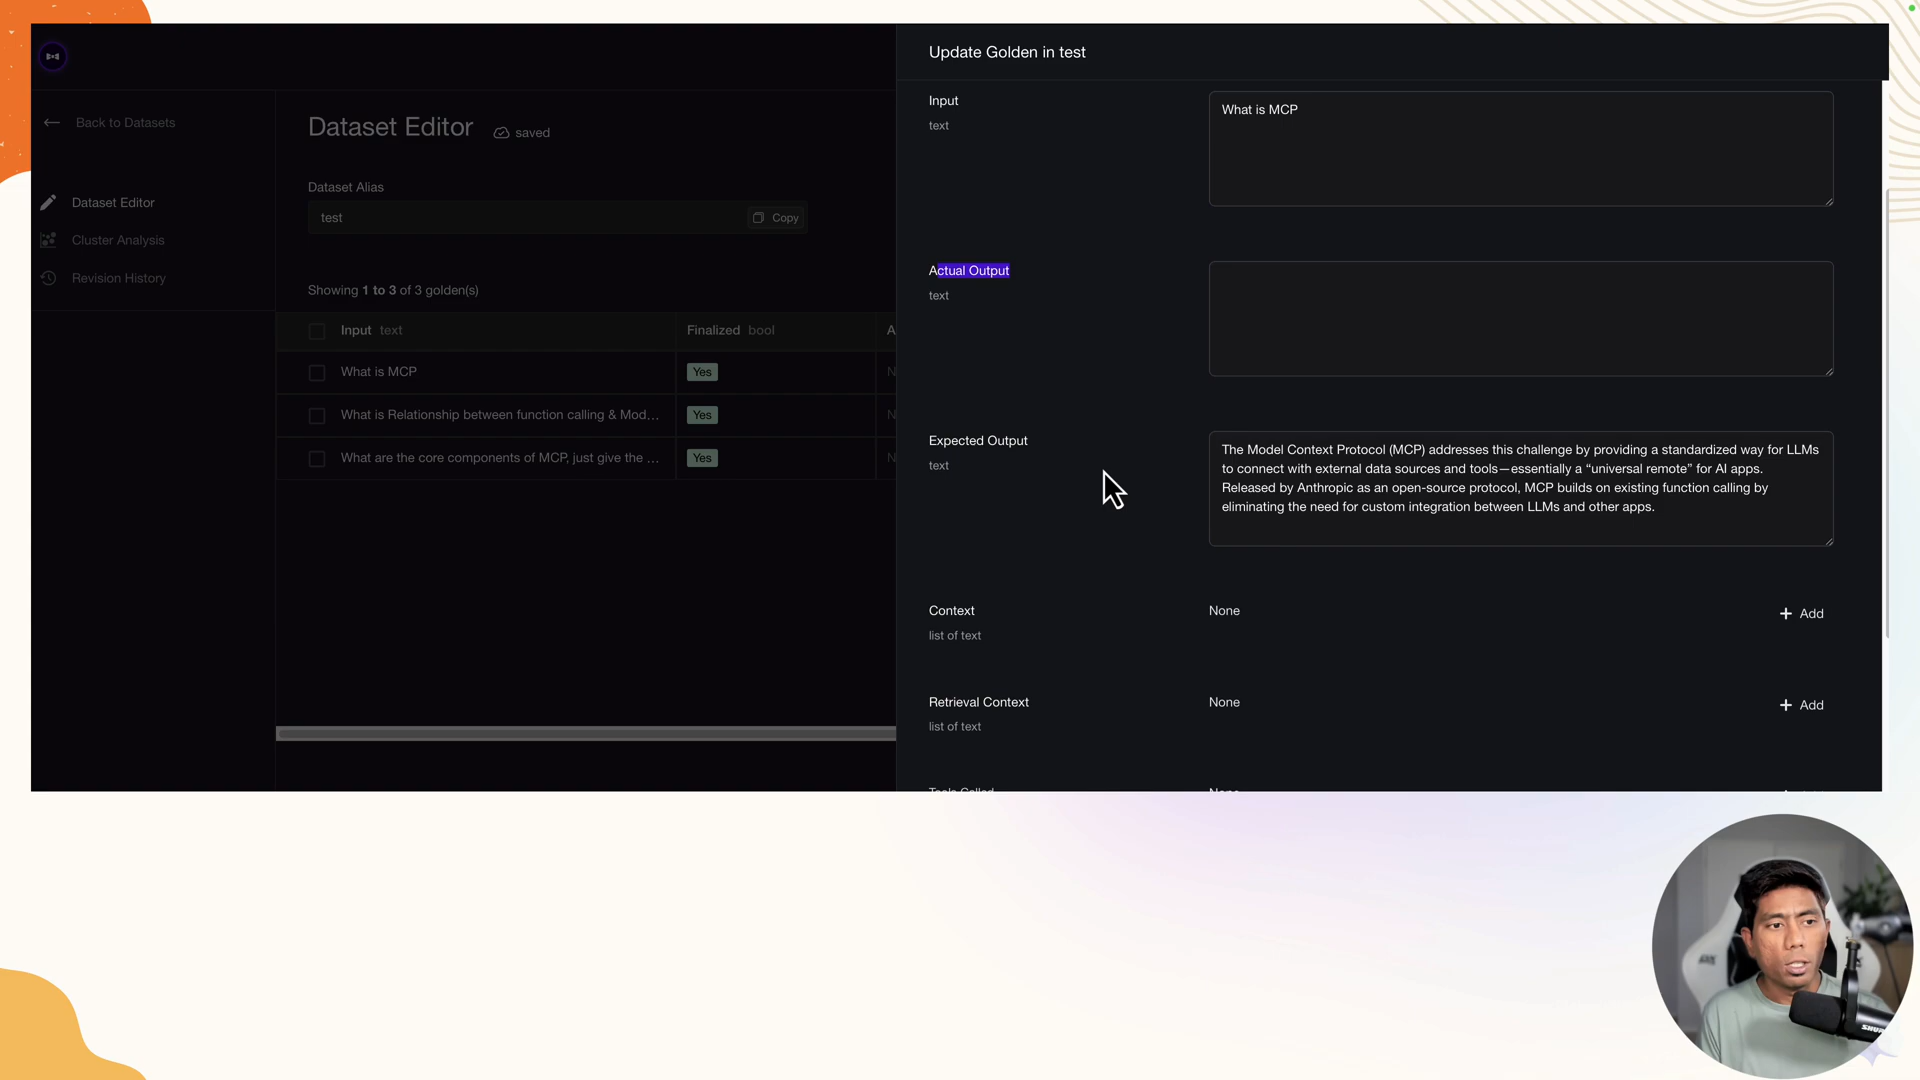 Back to Datasets
Dataset Editor
Cluster Analysis
Revision History
Dataset Editor saved
Dataset Alias
test Copy
Showing 1 to 3 of 3 golden(s)
Input text Finalized bool A
What is MCP Yes N
What is Relationship between function calling & Mod... Yes N
What are the core components of MCP, just give the ... Yes N
Update Golden in test
Input
text
What is MCP
Actual Output
text
Expected Output
text
The Model Context Protocol (MCP) addresses this challenge by providing a standardized way for LLMs
to connect with external data sources and tools—essentially a “universal remote” for AI apps.
Released by Anthropic as an open-source protocol, MCP builds on existing function calling by
eliminating the need for custom integration between LLMs and other apps.
Context
list of text
None
Add
Retrieval Context
list of text
None
Add